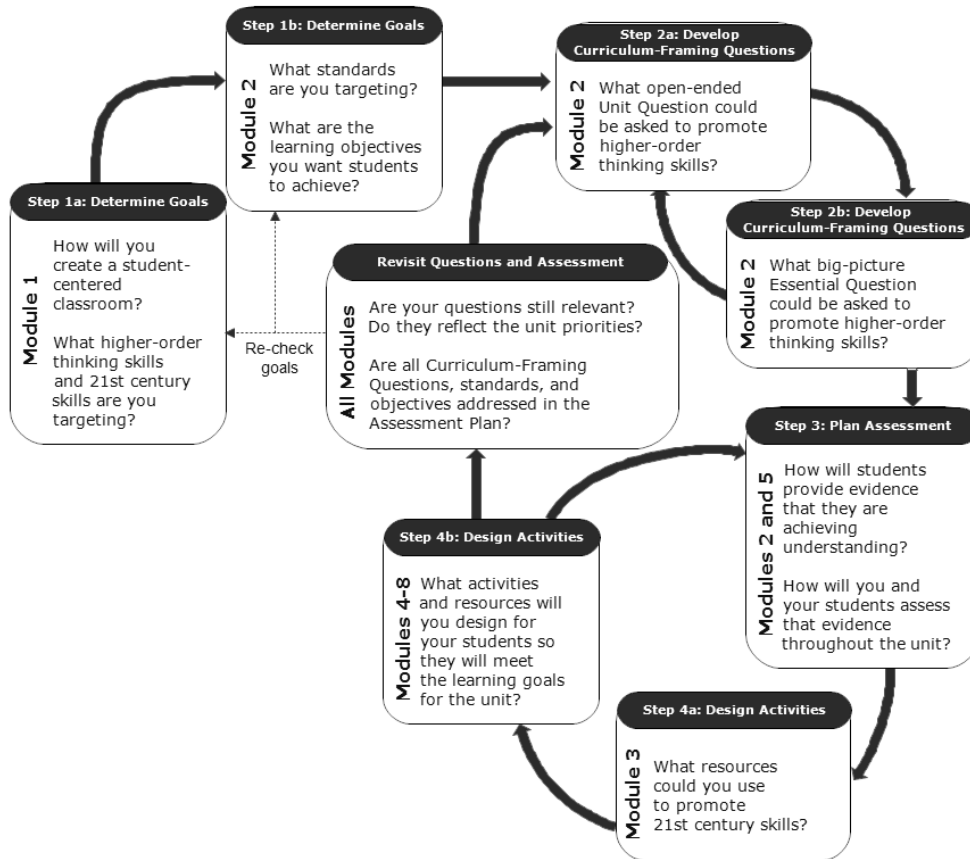 Step 1a: Determine Goals
Module 1
How will you
create a student-
centered
classroom?
What higher-order
thinking skills
and 21st century
skills are you
targeting?
Step 1b: Determine Goals
Module 2
What standards
are you targeting?
What are the
learning objectives
you want students
to achieve?
Step 2a: Develop
Curriculum-Framing Questions
Module 2
What open-ended
Unit Question could
be asked to promote
higher-order
thinking skills?
Step 2b: Develop
Curriculum-Framing Questions
Module 2
What big-picture
Essential Question
could be asked to
promote higher-order
thinking skills?
Revisit Questions and Assessment
All Modules
Are your questions still relevant?
Do they reflect the unit priorities?
Are all Curriculum-Framing
Questions, standards, and
objectives addressed in the
Assessment Plan?
Re-check
goals
Step 3: Plan Assessment
Modules 2 and 5
How will students
provide evidence
that they are
achieving
understanding?
How will you and
your students assess
that evidence
throughout the unit?
Step 4b: Design Activities
Modules 4-8
What activities
and resources will
you design for
your students so
they will meet
the learning goals
for the unit?
Step 4a: Design Activities
Module 3
What resources
could you use
to promote
21st century skills?